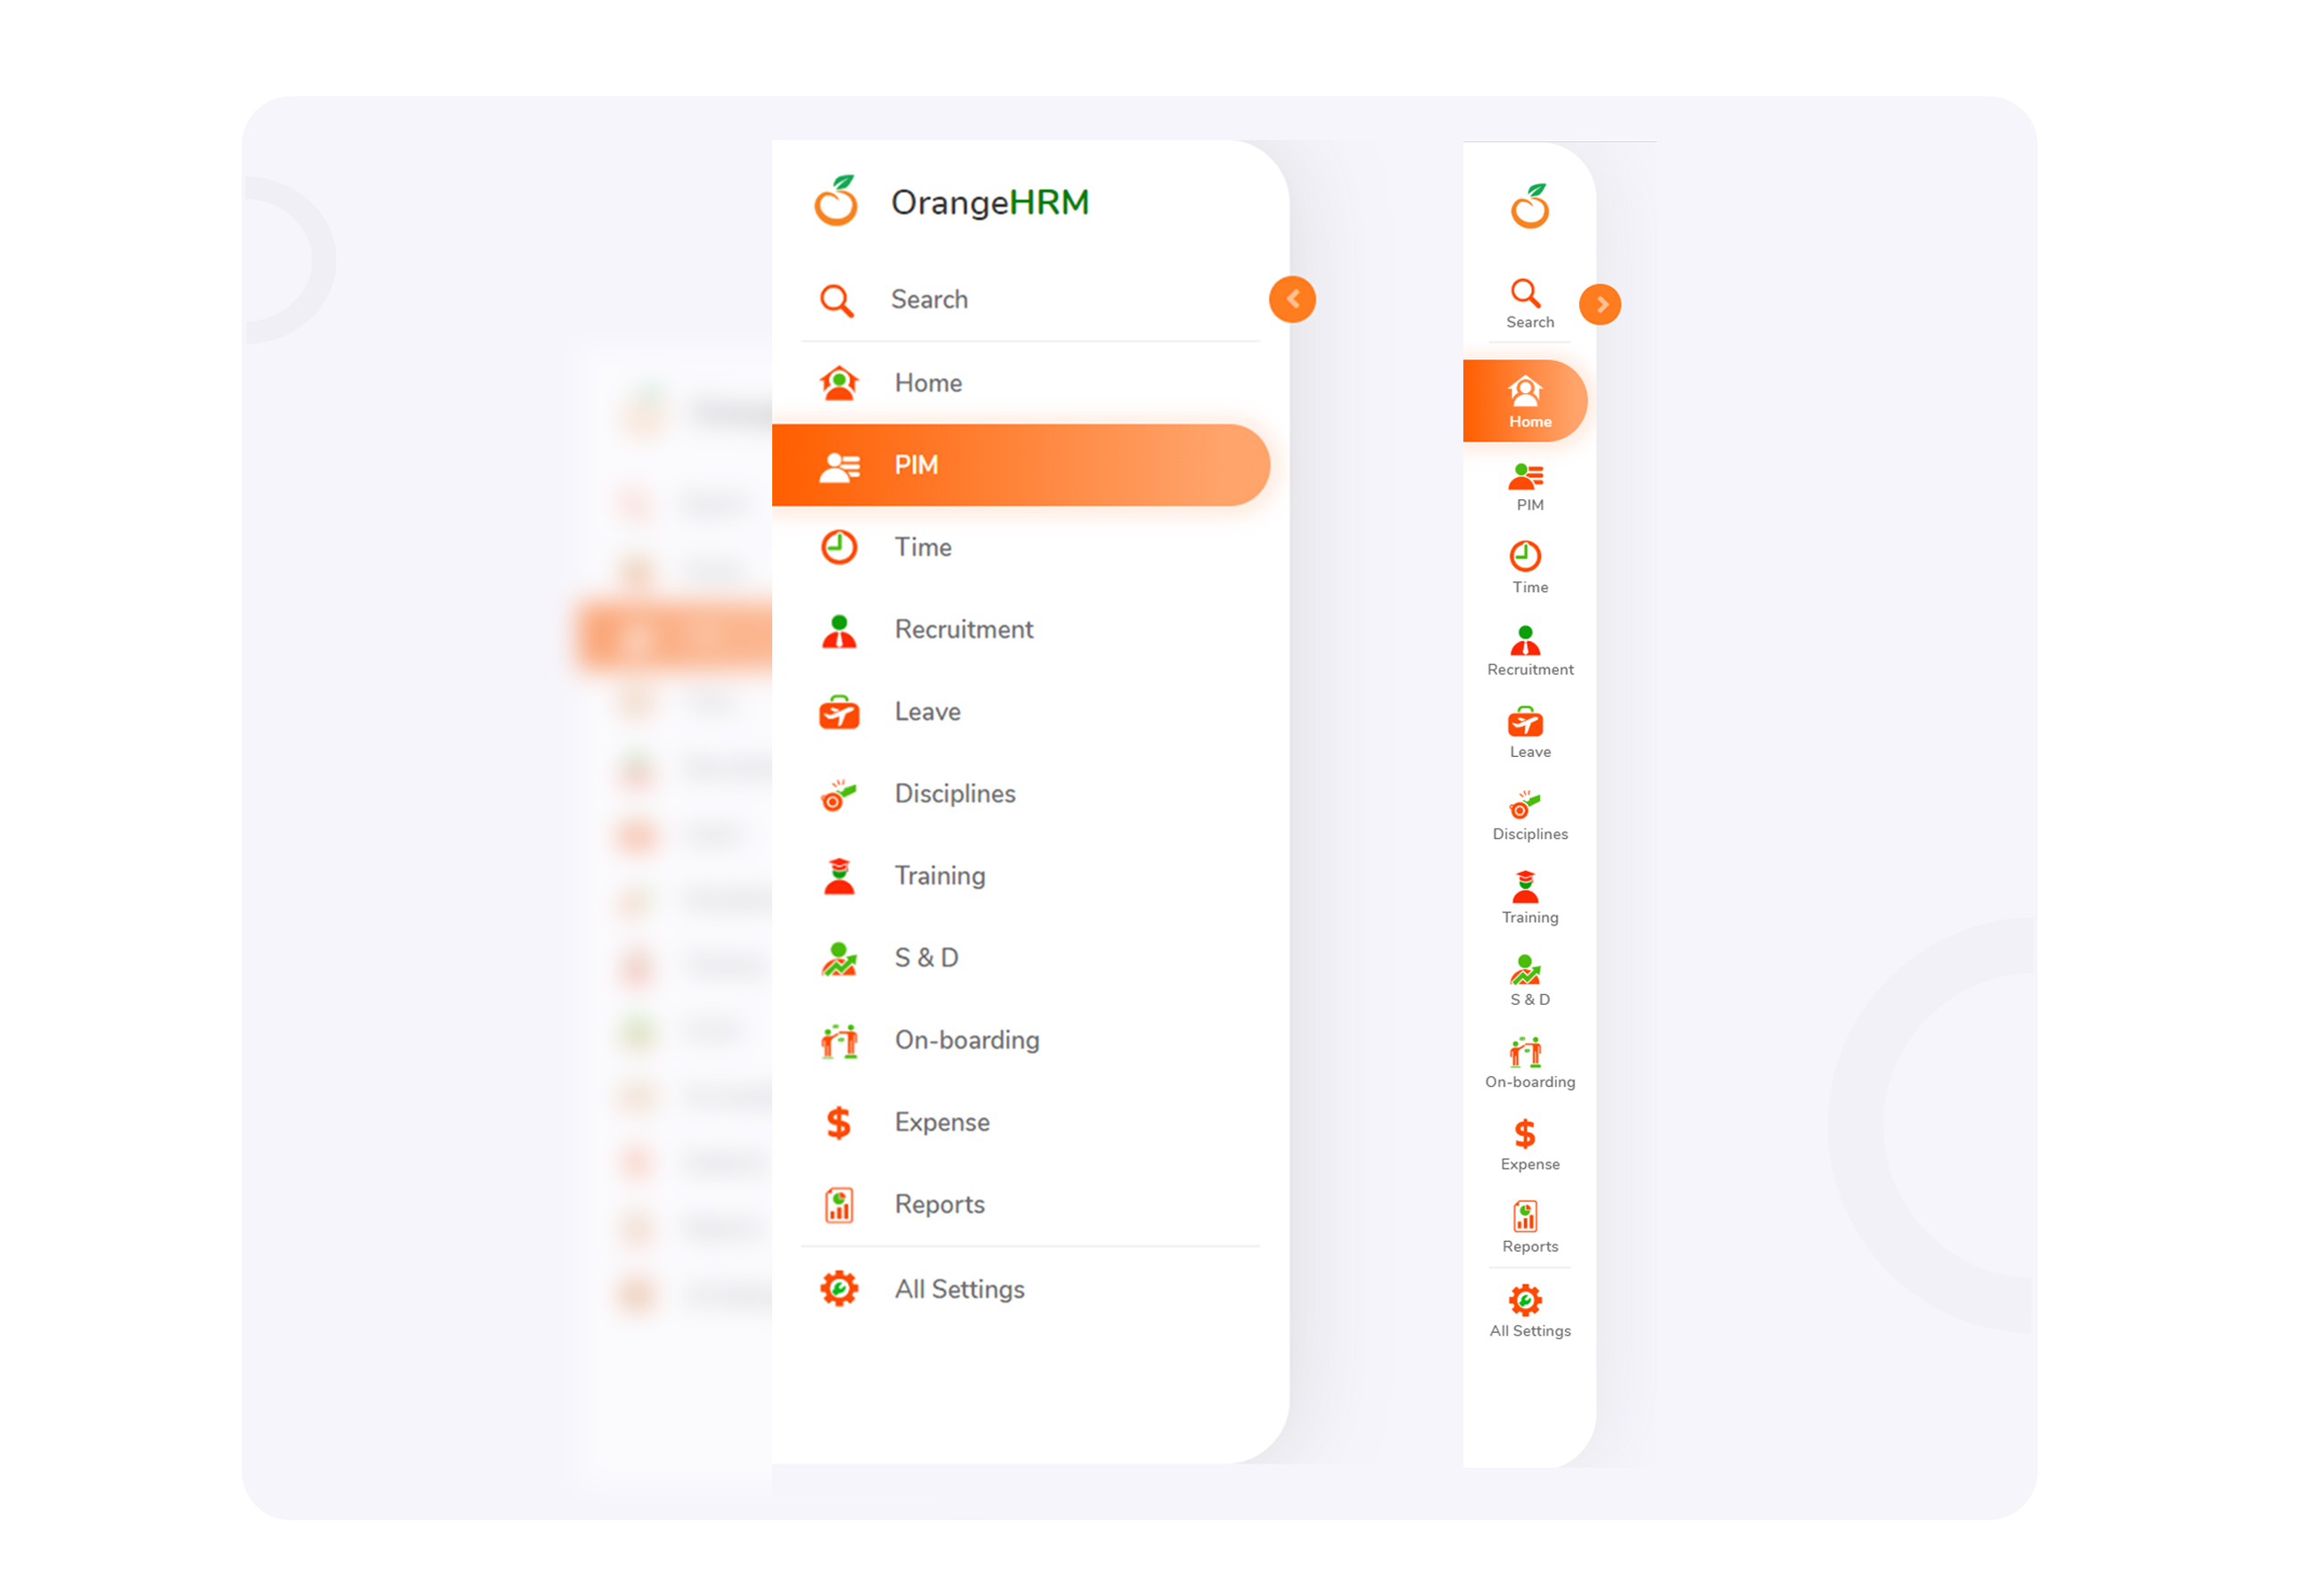 OrangeHRM
Search
Home
PIM
Time
Recruitment
Leave
Disciplines
Training
S & D
On-boarding
Expense
Reports
All Settings
Search
Home
PIM
Time
Recruitment
Leave
Disciplines
Training
S & D
On-boarding
Expense
Reports
All Settings